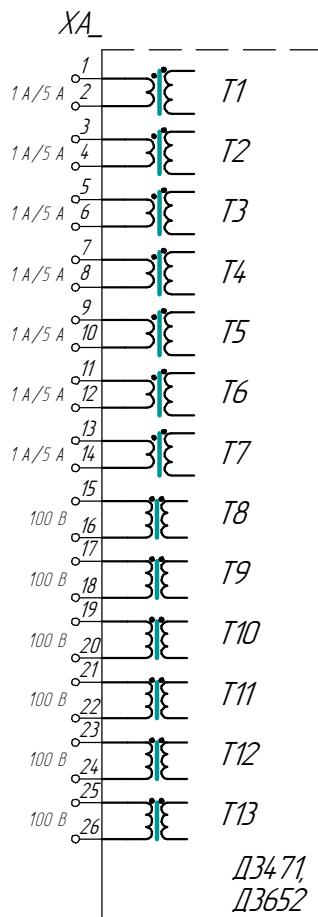 XA_
1
1 А/5 А
2
T1
3
1 А/5 А
4
T2
5
1 А/5 А
6
T3
7
1 А/5 А
8
T4
9
1 А/5 А
10
T5
11
1 А/5 А
12
T6
13
1 А/5 А
14
T7
15
100 В
16
T8
17
100 В
18
T9
19
100 В
20
T10
21
100 В
22
T11
23
100 В
24
T12
25
100 В
26
T13
Д3471,
Д3652